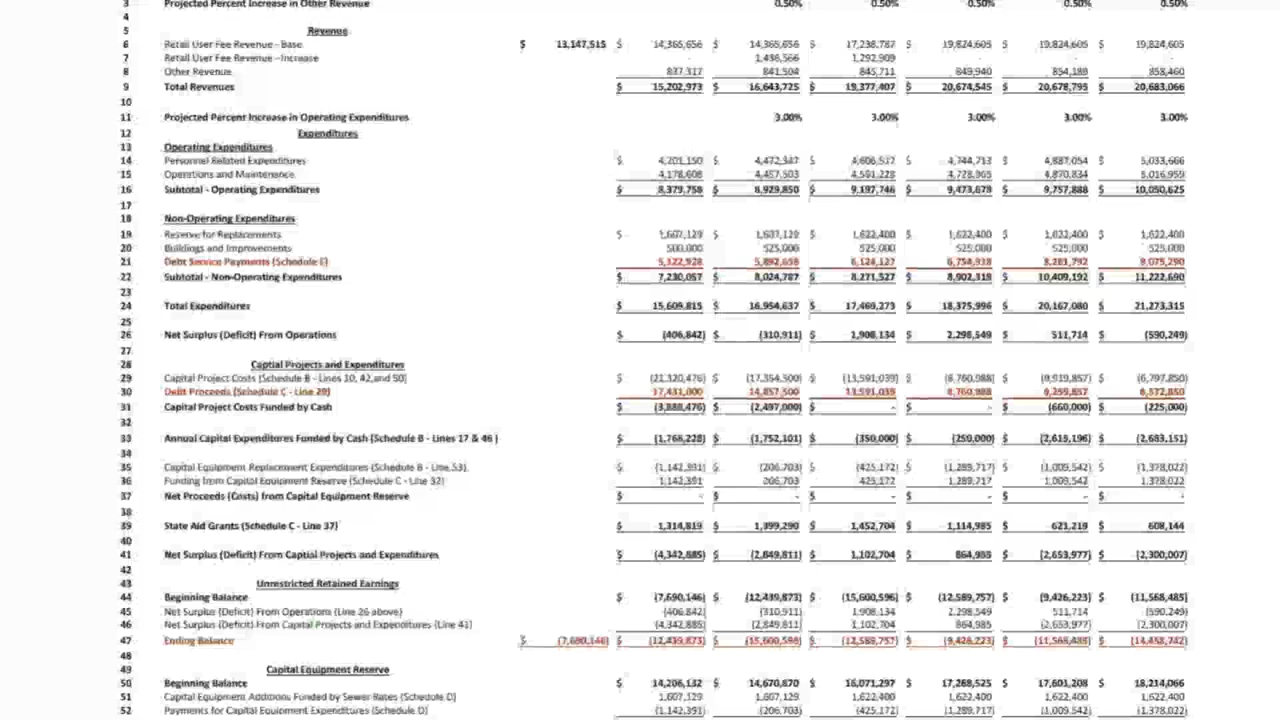 3 Projected Percent Increase in Other Revenue 0.50% 0.50% 0.50% 0.50% 0.50%
4
5 Revenue
6 Retail User Fee Revenue - Base $ 13,147,515 $ 14,365,656 $ 14,365,656 $ 17,238,787 $ 19,824,605 $ 19,824,605 $ 19,824,605
7 Retail User Fee Revenue - Increase - 1,436,566 1,292,909 - - -
8 Other Revenue 837,317 841,504 845,711 849,940 854,189 858,460
9 Total Revenues $ 15,202,973 $ 16,643,725 $ 19,377,407 $ 20,674,545 $ 20,678,795 $ 20,683,066
10
11 Projected Percent Increase in Operating Expenditures 3.00% 3.00% 3.00% 3.00% 3.00%
12 Expenditures
13 Operating Expenditures
14 Personnel Related Expenditures $ 4,201,150 $ 4,472,347 $ 4,606,517 $ 4,744,713 $ 4,887,054 $ 5,033,666
15 Operations and Maintenance 4,178,608 4,457,503 4,591,228 4,728,965 4,870,834 5,016,959
16 Subtotal - Operating Expenditures $ 8,379,758 $ 8,929,850 $ 9,197,746 $ 9,473,678 $ 9,757,888 $ 10,050,625
17
18 Non-Operating Expenditures
19 Reserve for Replacements $ 1,607,129 $ 1,607,129 $ 1,622,400 $ 1,622,400 $ 1,622,400 $ 1,622,400
20 Buildings and Improvements 500,000 525,000 525,000 525,000 525,000 525,000
21 Debt Service Payments (Schedule E) 5,122,928 5,892,658 6,124,127 6,754,918 8,261,792 9,075,290
22 Subtotal - Non-Operating Expenditures $ 7,230,057 $ 8,024,787 $ 8,271,527 $ 8,902,318 $ 10,409,192 $ 11,222,690
23
24 Total Expenditures $ 15,609,815 $ 16,954,637 $ 17,469,273 $ 18,375,996 $ 20,167,080 $ 21,273,315
25
26 Net Surplus (Deficit) From Operations $ (406,842) $ (310,911) $ 1,908,134 $ 2,298,549 $ 511,714 $ (590,249)
27
28 Captial Projects and Expenditures
29 Capital Project Costs (Schedule B - Lines 10, 42,and 50) $ (21,320,476) $ (17,354,500) $ (13,591,039) $ (8,760,988) $ (9,919,857) $ (6,797,850)
30 Debt Proceeds (Schedule C - Line 29) 17,431,000 14,857,500 13,591,039 8,760,988 9,259,857 6,572,850
31 Capital Project Costs Funded by Cash $ (3,889,476) $ (2,497,000) $ - $ - $ (660,000) $ (225,000)
32
33 Annual Capital Expenditures Funded by Cash (Schedule B - Lines 17 & 46 ) $ (1,768,228) $ (1,752,101) $ (350,000) $ (250,000) $ (2,615,196) $ (2,683,151)
34
35 Capital Equipment Replacement Expenditures (Schedule B - Line 53) $ (1,142,391) $ (206,703) $ (425,172) $ (1,289,717) $ (1,009,542) $ (1,378,022)
36 Funding from Capital Equipment Reserve (Schedule C - Line 32) 1,142,391 206,703 425,172 1,289,717 1,009,542 1,378,022
37 Net Proceeds (Costs) from Capital Equipment Reserve $ - $ - $ - $ - $ - $ -
38
39 State Aid Grants (Schedule C - Line 37) $ 1,314,819 $ 1,399,290 $ 1,452,704 $ 1,114,985 $ 621,219 $ 608,144
40
41 Net Surplus (Deficit) From Captial Projects and Expenditures $ (4,342,885) $ (2,849,811) $ 1,102,704 $ 864,985 $ (2,653,977) $ (2,300,007)
42
43 Unrestricted Retained Earnings
44 Beginning Balance $ (7,690,146) $ (12,439,873) $ (15,600,596) $ (12,589,757) $ (9,426,223) $ (11,568,485)
45 Net Surplus (Deficit) From Operations (Line 26 above) (406,842) (310,911) 1,908,134 2,298,549 511,714 (590,249)
46 Net Surplus (Deficit) From Capital Projects and Expenditures (Line 41) (4,342,885) (2,849,811) 1,102,704 864,985 (2,653,977) (2,300,007)
47 Ending Balance $ (7,690,146) $ (12,439,873) $ (15,600,596) $ (12,589,757) $ (9,426,223) $ (11,568,485) $ (14,458,742)
48
49 Capital Equipment Reserve
50 Beginning Balance $ 14,206,132 $ 14,670,870 $ 16,071,297 $ 17,268,525 $ 17,601,208 $ 18,214,066
51 Capital Equipment Additions Funded by Sewer Rates (Schedule D) 1,607,129 1,607,129 1,622,400 1,622,400 1,622,400 1,622,400
52 Payments for Capital Equipment Expenditures (Schedule D) (1,142,391) (206,703) (425,172) (1,289,717) (1,009,542) (1,378,022)